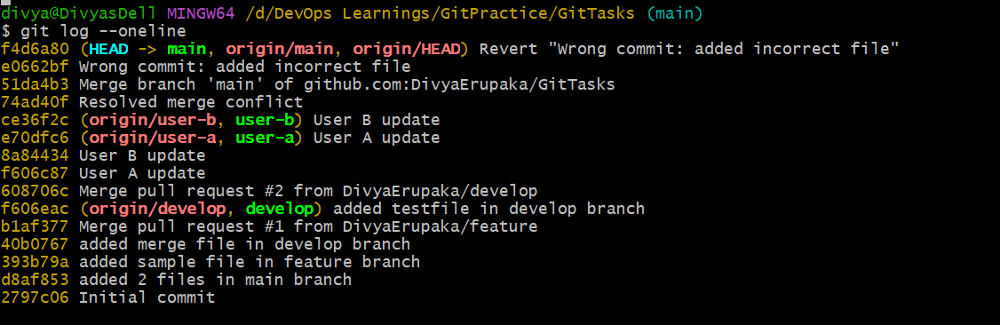 divya@DivyasDell MINGW64 /d/DevOps Learnings/GitPractice/GitTasks (main)
$ git log --oneline
f4d6a80 (HEAD -> main, origin/main, origin/HEAD) Revert "Wrong commit: added incorrect file"
e0662bf Wrong commit: added incorrect file
51da4b3 Merge branch 'main' of github.com:DivyaErupaka/GitTasks
74ad40f Resolved merge conflict
ce36f2c (origin/user-b, user-b) User B update
e70dfc6 (origin/user-a, user-a) User A update
8a84434 User B update
f606c87 User A update
608706c Merge pull request #2 from DivyaErupaka/develop
f606eac (origin/develop, develop) added testfile in develop branch
b1af377 Merge pull request #1 from DivyaErupaka/feature
40b0767 added merge file in develop branch
393b79a added sample file in feature branch
d8af853 added 2 files in main branch
2797c06 Initial commit